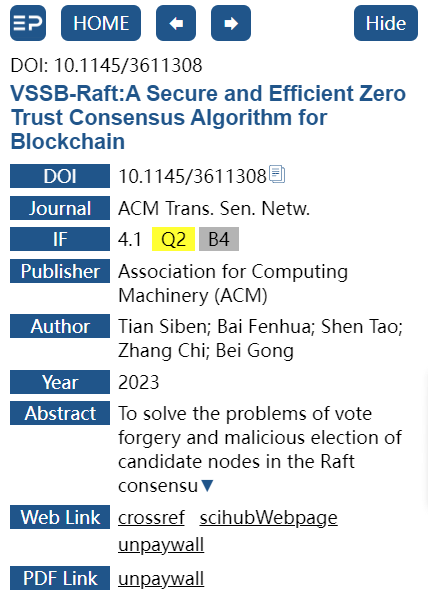 EP HOME Hide
DOI: 10.1145/3611308
VSSB-Raft:A Secure and Efficient Zero
Trust Consensus Algorithm for
Blockchain
DOI 10.1145/3611308
Journal ACM Trans. Sen. Netw.
IF 4.1 Q2 B4
Publisher Association for Computing
Machinery (ACM)
Author Tian Siben; Bai Fenhua; Shen Tao;
Zhang Chi; Bei Gong
Year 2023
Abstract To solve the problems of vote
forgery and malicious election of
candidate nodes in the Raft
consensu▼
Web Link crossref scihubWebpage
unpaywall
PDF Link unpaywall